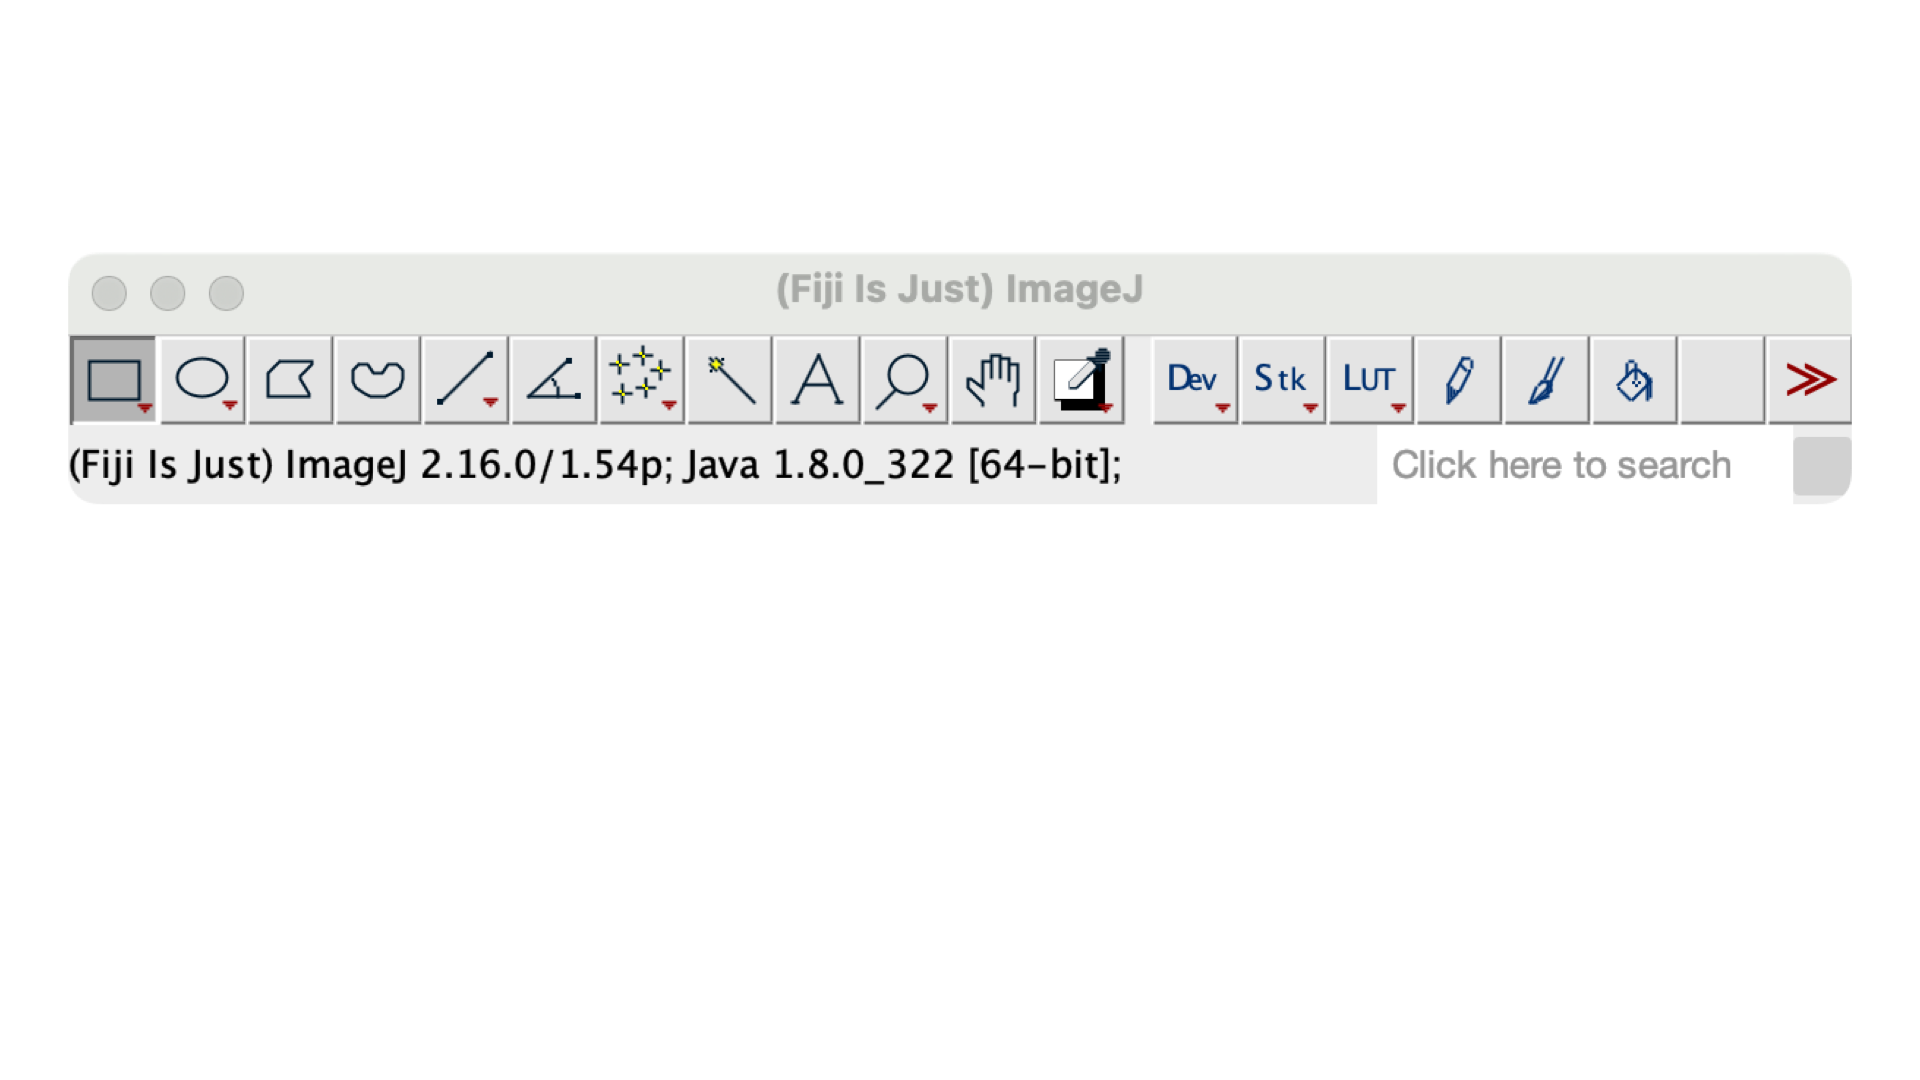 (Fiji Is Just) ImageJ
A Dev Stk LUT
(Fiji Is Just) ImageJ 2.16.0/1.54p; Java 1.8.0_322 [64-bit]; Click here to search